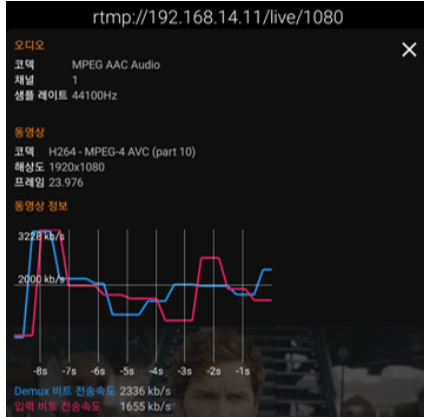 rtmp://192.168.14.11/live/1080
오디오
코덱 MPEG AAC Audio
채널 1
샘플 레이트 44100Hz
동영상
코덱 H264 - MPEG-4 AVC (part 10)
해상도 1920x1080
프레임 23.976
동영상 정보
3228 kb/s
2000 kb/s
-8s -7s -6s -5s -4s -3s -2s -1s
Demux 비트 전송속도 2336 kb/s
입력 비트 전송속도 1655 kb/s